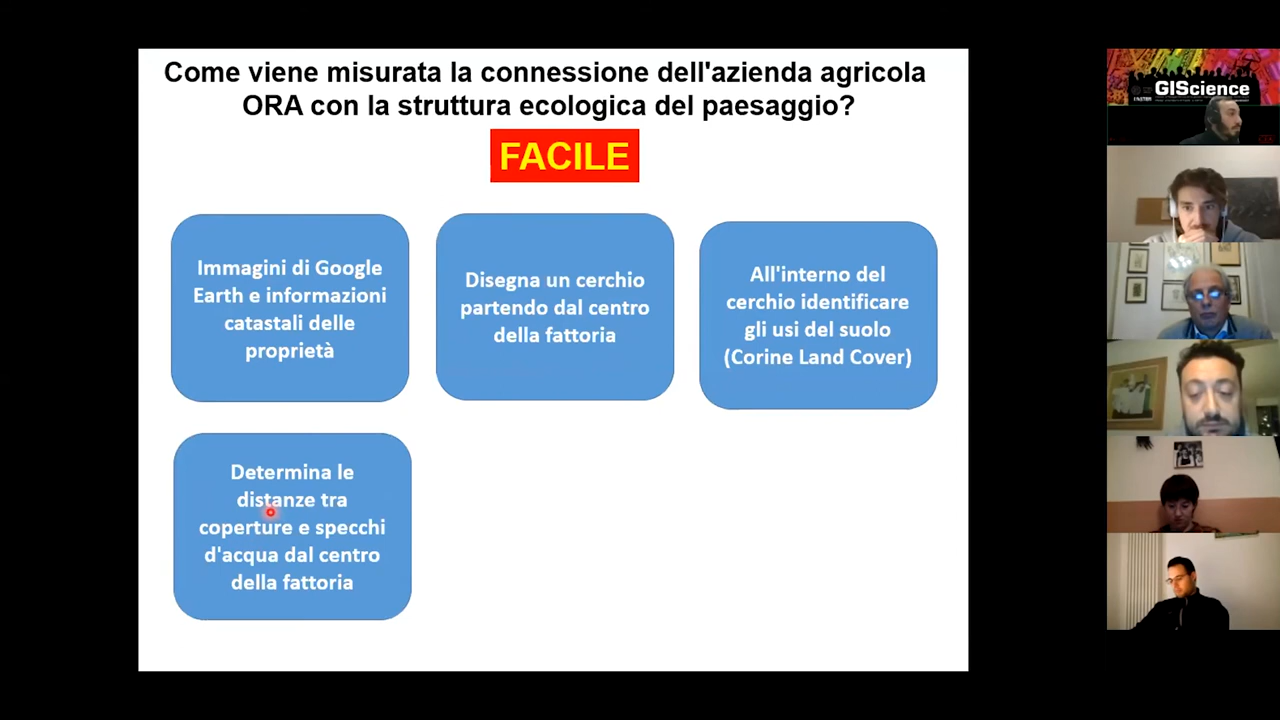 Come viene misurata la connessione dell'azienda agricola
ORA con la struttura ecologica del paesaggio?
FACILE
Immagini di Google
Earth e informazioni
catastali delle
proprietà
Disegna un cerchio
partendo dal centro
della fattoria
All'interno del
cerchio identificare
gli usi del suolo
(Corine Land Cover)
Determina le
distanze tra
coperture e specchi
d'acqua dal centro
della fattoria
GIScience